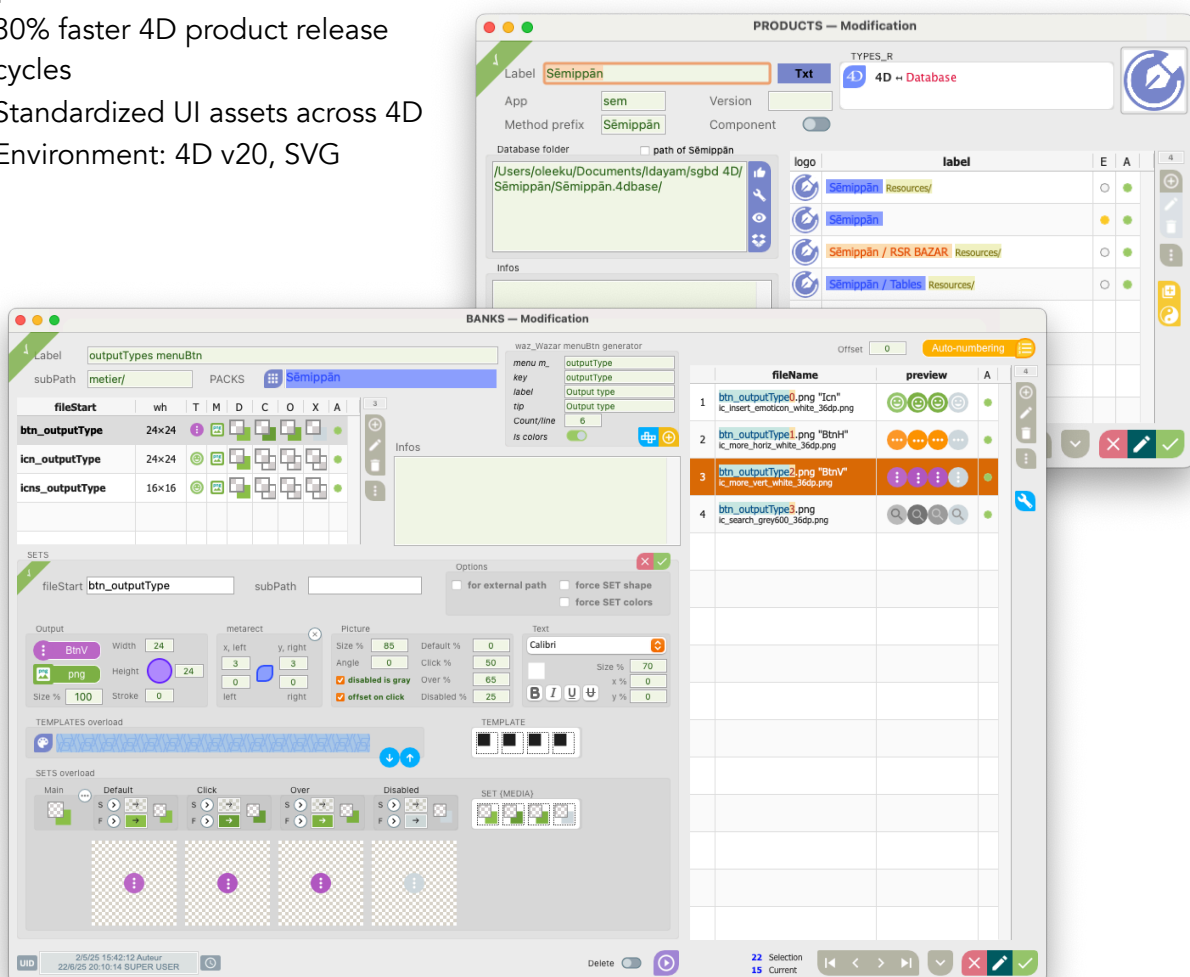 30% faster 4D product release
cycles
Standardized UI assets across 4D
Environment: 4D v20, SVG
PRODUCTS — Modification
Label Sēmippān Txt
TYPES_R
4D 4D ↔ Database
App sem Version
Method prefix Sēmippān Component
Database folder path of Sēmippān
/Users/oleeku/Documents/Idayam/sgbd 4D/
Sēmippān/Sēmippān.4dbase/
Infos
logo label E A 4
Sēmippān Resources/
Sēmippān
Sēmippān / RSR BAZAR Resources/
Sēmippān / Tables Resources/
BANKS — Modification
Label outputTypes menuBtn
subPath metier/ PACKS Sēmippān
fileStart wh T M D C O X A 3
btn_outputType 24×24
icn_outputType 24×24
icns_outputType 16×16
waz_Wazar menuBtn generator
menu m_ outputType
key outputType
label Output type
tip Output type
Count/line 6
Is colors
Infos
Offset 0 Auto-numbering
fileName preview A 4
1 btn_outputType0.png "Icn"
ic_insert_emoticon_white_36dp.png
2 btn_outputType1.png "BtnH"
ic_more_horiz_white_36dp.png
3 btn_outputType2.png "BtnV"
ic_more_vert_white_36dp.png
4 btn_outputType3.png
ic_search_grey600_36dp.png
SETS
fileStart btn_outputType subPath
Options
for external path force SET shape
force SET colors
Output
BtnV Width 24
png Height 24
Size % 100 Stroke 0
metarect
x, left y, right
3 3
0 0
left right
Picture
Size % 85 Default % 0
Angle 0 Click % 50
disabled is gray Over % 65
offset on click Disabled % 25
Text
Calibri
Size % 70
x % 0
B I U U y % 0
TEMPLATES overload
TEMPLATE
SETS overload
Main Default Click Over Disabled
S S S S
F F F F
SET (MEDIA)
UID 2/5/25 15:42:12 Auteur
22/6/25 20:10:14 SUPER USER
Delete
22 Selection
15 Current